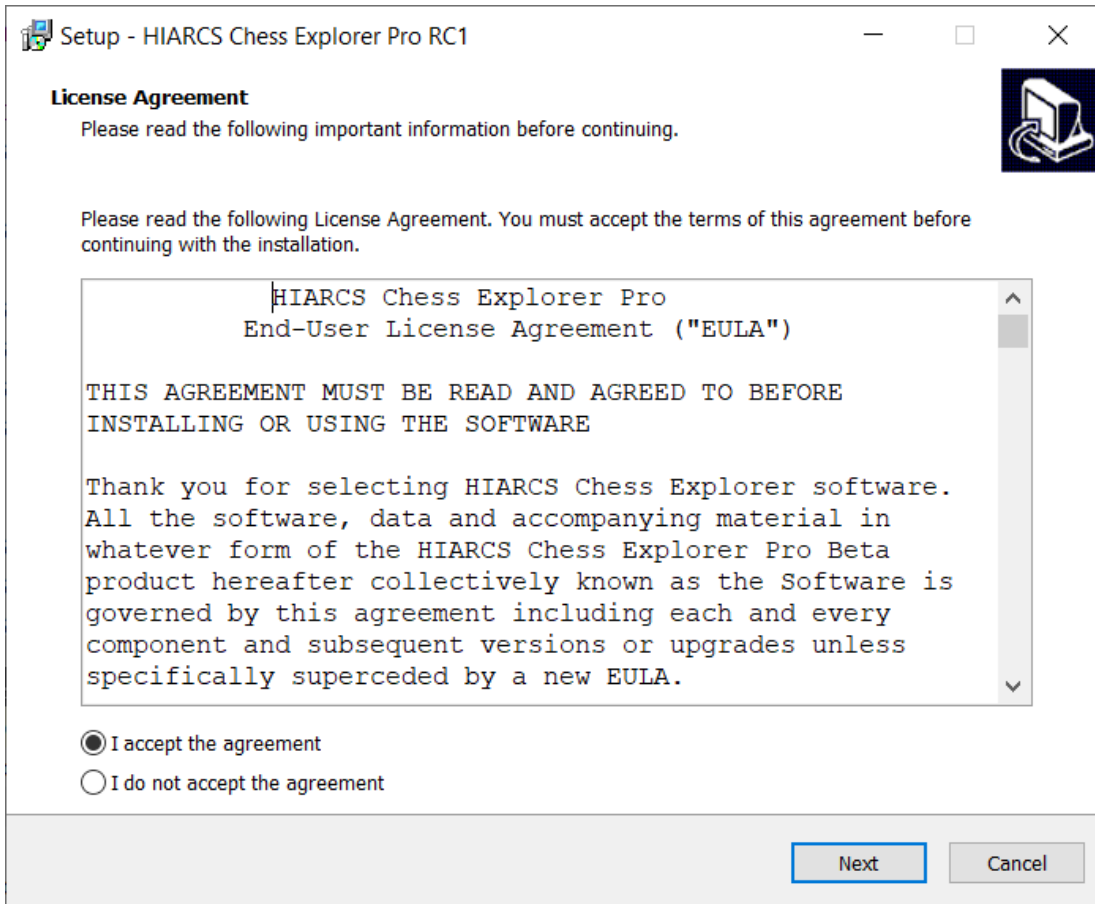 Setup - HIARCS Chess Explorer Pro RC1
License Agreement
Please read the following important information before continuing.
Please read the following License Agreement. You must accept the terms of this agreement before
continuing with the installation.
HIARCS Chess Explorer Pro
End-User License Agreement ("EULA")
THIS AGREEMENT MUST BE READ AND AGREED TO BEFORE
INSTALLING OR USING THE SOFTWARE
Thank you for selecting HIARCS Chess Explorer software.
All the software, data and accompanying material in
whatever form of the HIARCS Chess Explorer Pro Beta
product hereafter collectively known as the Software is
governed by this agreement including each and every
component and subsequent versions or upgrades unless
specifically superceded by a new EULA.
I accept the agreement
I do not accept the agreement
Next Cancel